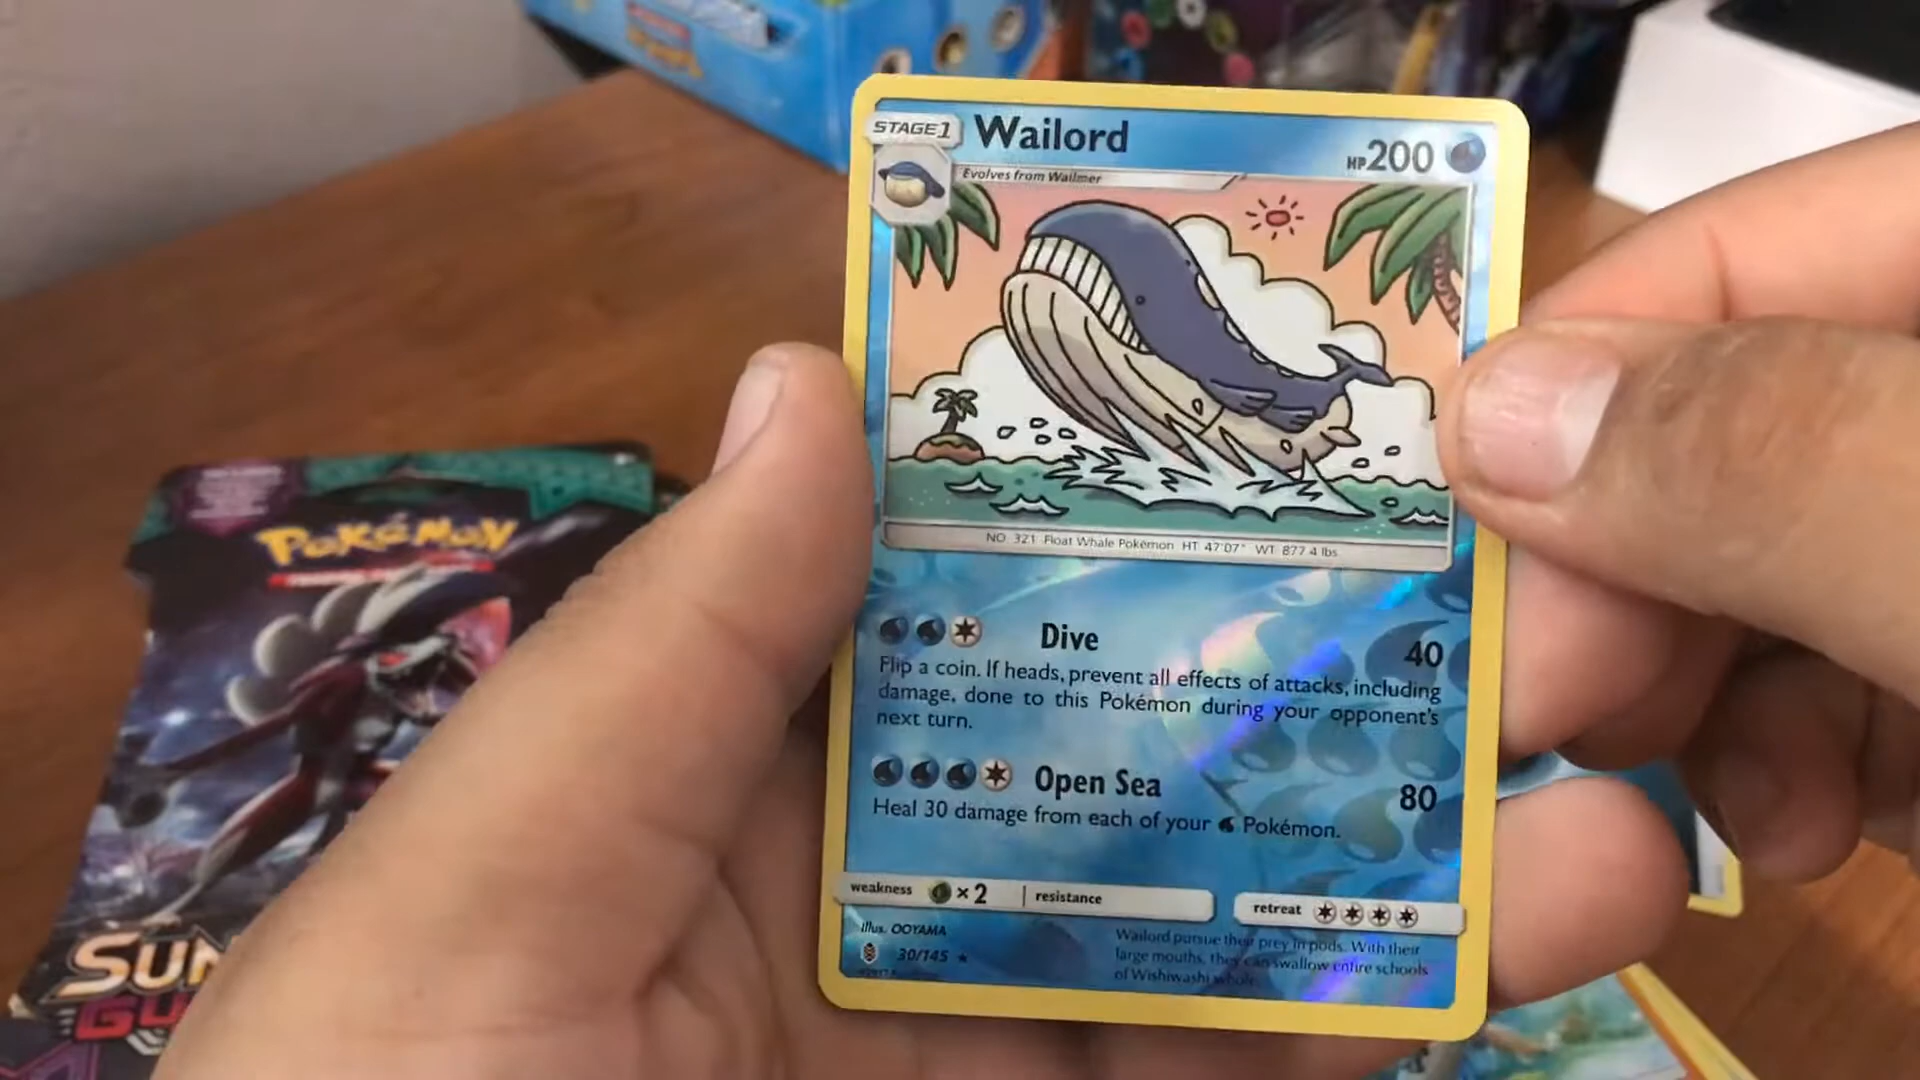 STAGE1 Wailord HP200
Evolves from Wailmer
NO. 321 Float Whale Pokémon HT 47'07" WT 877.4 lbs
Dive 40
Flip a coin. If heads, prevent all effects of attacks, including
damage, done to this Pokémon during your opponent's
next turn.
Open Sea 80
Heal 30 damage from each of your Pokémon.
weakness ×2 resistance retreat
Illus. OOYAMA
30/145 ★
Wailord pursue their prey in pods. With their
large mouths, they can swallow entire schools
of Wishiwashi whole.
Pokémon
SUN
GU